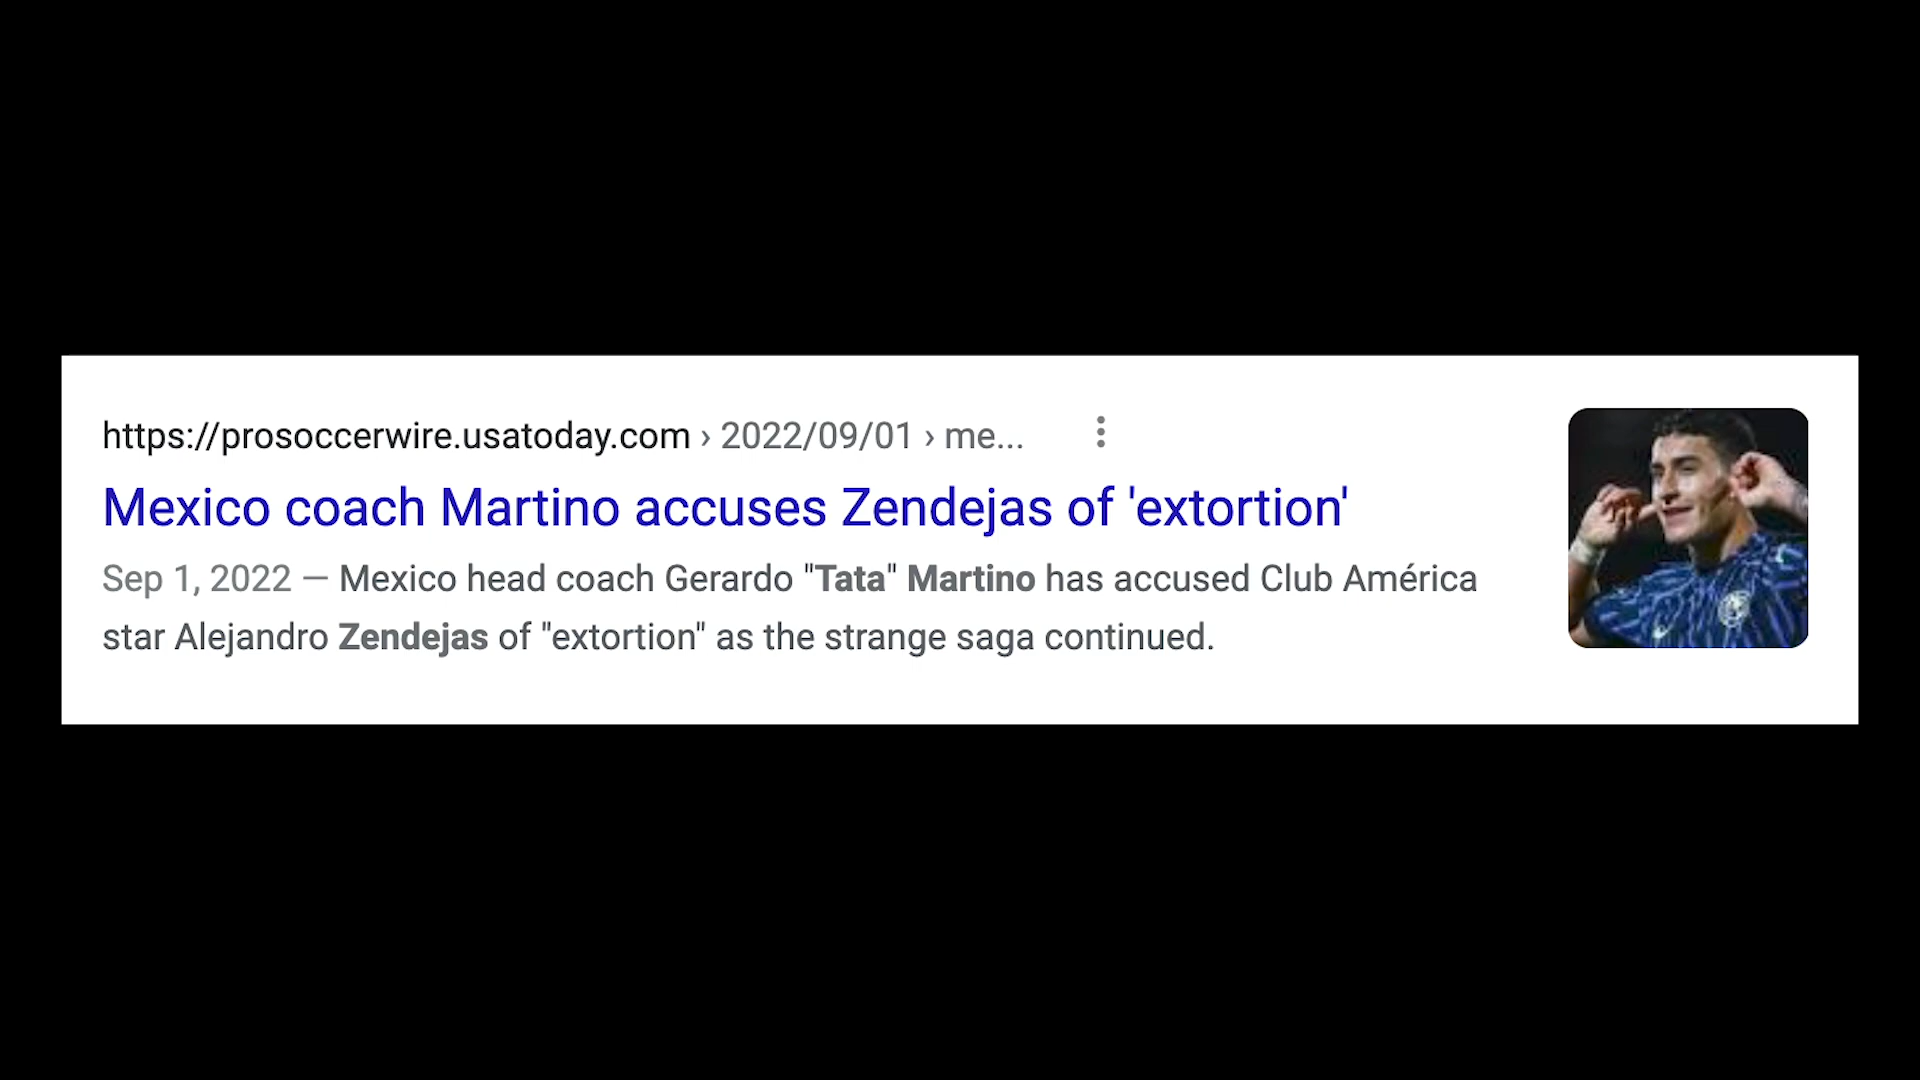 https://prosoccerwire.usatoday.com › 2022/09/01 › me...
Mexico coach Martino accuses Zendejas of 'extortion'
Sep 1, 2022 — Mexico head coach Gerardo "Tata" Martino has accused Club América
star Alejandro Zendejas of "extortion" as the strange saga continued.